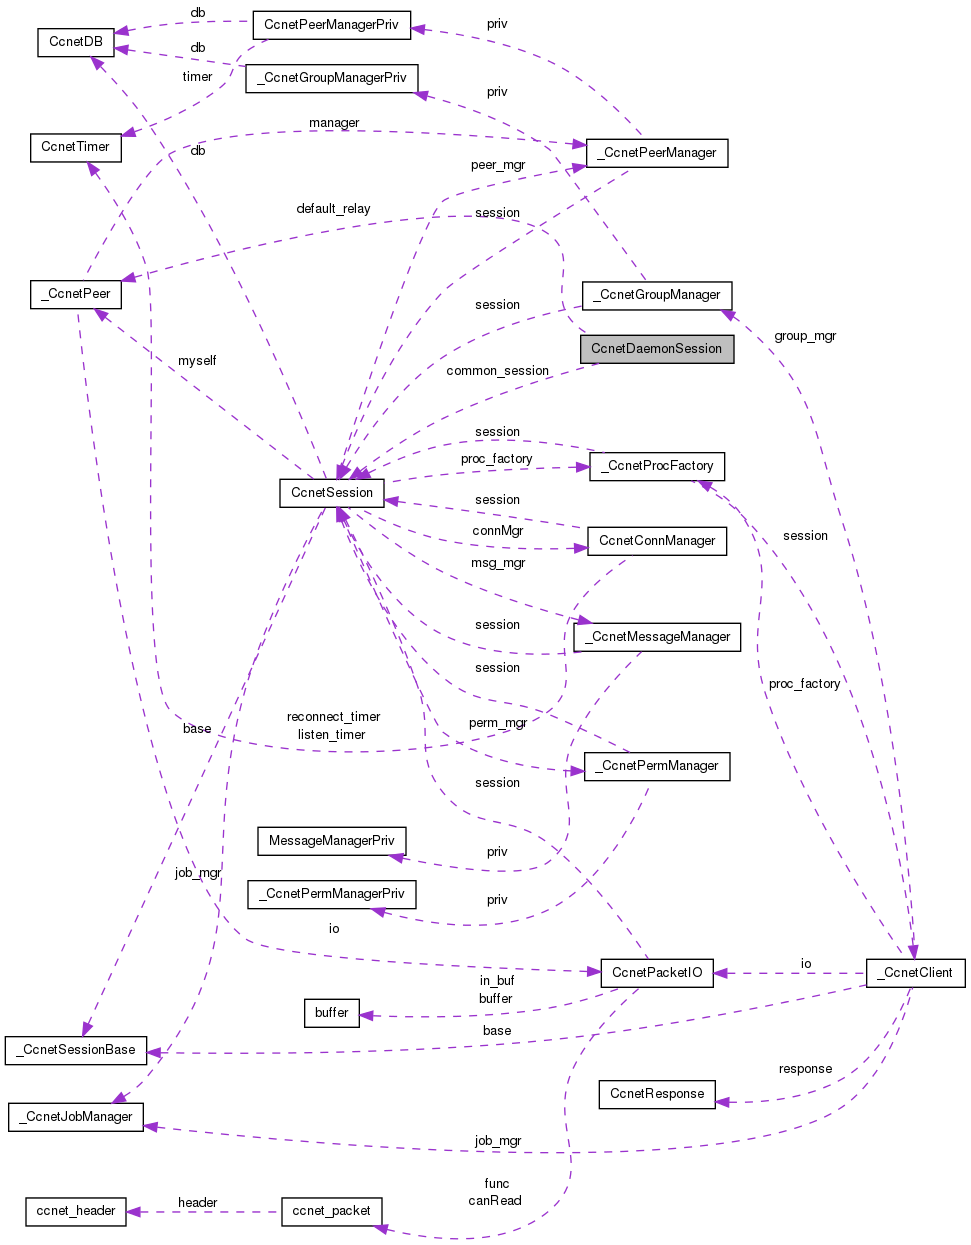 db
CcnetPeerManagerPriv
priv
CcnetDB
db
_CcnetGroupManagerPriv
timer
priv
manager
CcnetTimer
db
_CcnetPeerManager
peer_mgr
default_relay
session
_CcnetPeer
_CcnetGroupManager
session
group_mgr
CcnetDaemonSession
myself
common_session
session
proc_factory
_CcnetProcFactory
CcnetSession
session
connMgr
CcnetConnManager
session
msg_mgr
session
_CcnetMessageManager
session
proc_factory
reconnect_timer
listen_timer
base
perm_mgr
_CcnetPermManager
session
MessageManagerPriv
priv
job_mgr
_CcnetPermManagerPriv
priv
io
io
CcnetPacketIO
_CcnetClient
in_buf
buffer
buffer
base
_CcnetSessionBase
response
CcnetResponse
_CcnetJobManager
job_mgr
func
canRead
header
ccnet_header
ccnet_packet